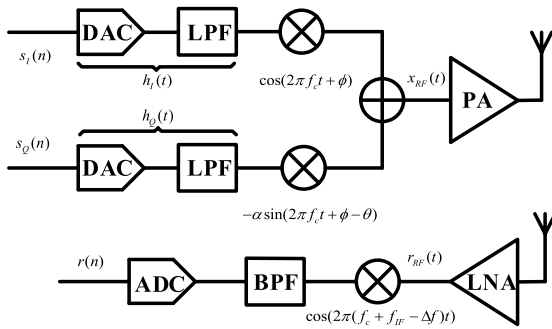 s_I(n) DAC LPF
h_I(t) cos(2πf_c t + ϕ) x_RF(t) PA
h_Q(t)
s_Q(n) DAC LPF
−α sin(2πf_c t + ϕ − θ)
r(n) ADC BPF r_RF(t) LNA
cos(2π(f_c + f_IF − Δf)t)